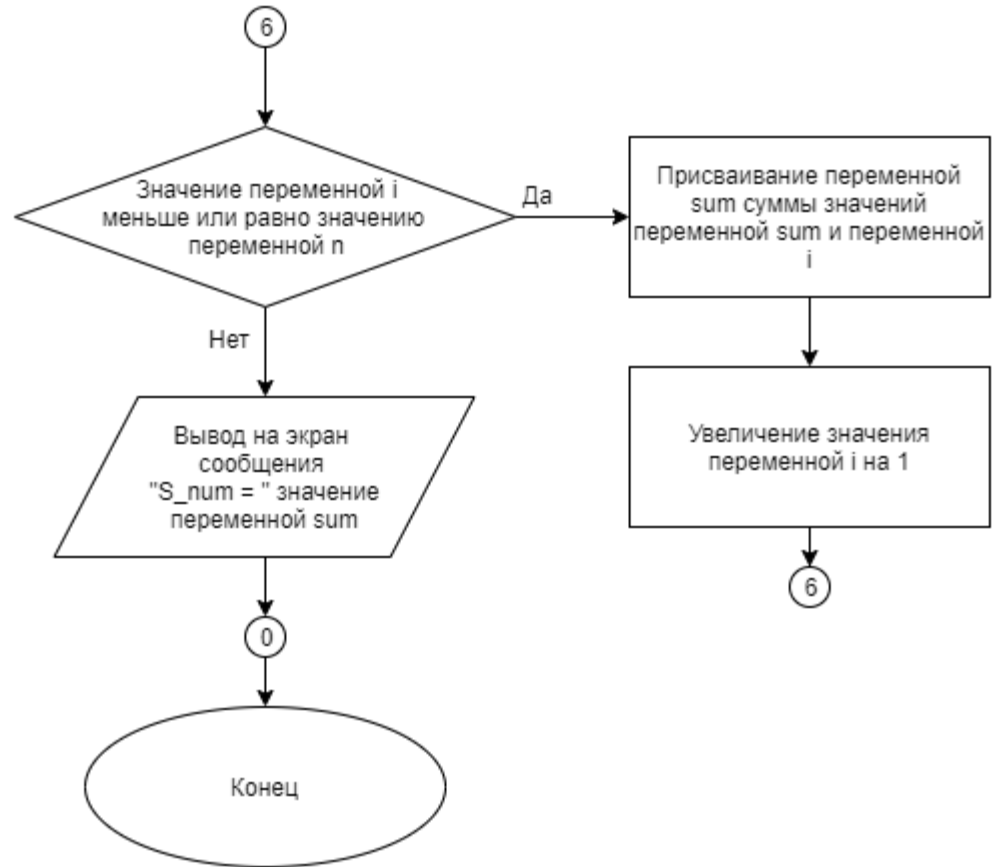 6
Значение переменной i
меньше или равно значению
переменной n
Да
Присваивание переменной
sum суммы значений
переменной sum и переменной
i
Нет
Вывод на экран
сообщения
"S_num = " значение
переменной sum
Увеличение значения
переменной i на 1
6
0
Конец